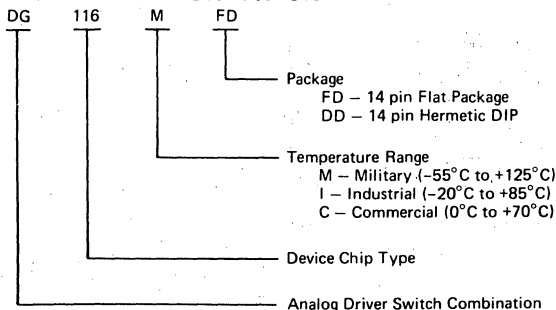 DG 116 M FD
Package
FD – 14 pin Flat Package
DD – 14 pin Hermetic DIP
Temperature Range
M – Military (-55°C to +125°C)
I – Industrial (-20°C to +85°C)
C – Commercial (0°C to +70°C)
Device Chip Type
Analog Driver Switch Combination